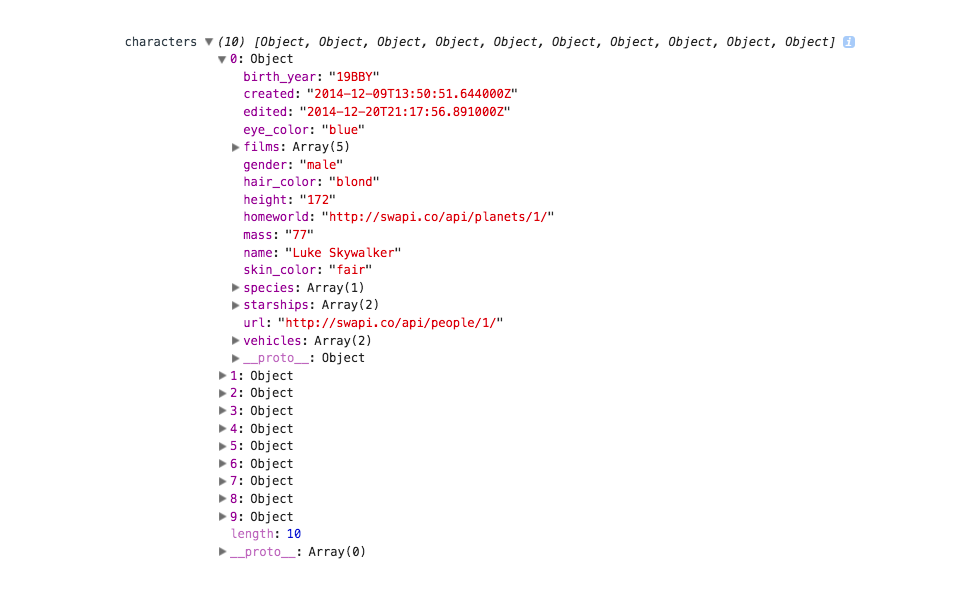 characters ▼ (10) [Object, Object, Object, Object, Object, Object, Object, Object, Object, Object] i
▼ 0: Object
birth_year: "19BBY"
created: "2014-12-09T13:50:51.644000Z"
edited: "2014-12-20T21:17:56.891000Z"
eye_color: "blue"
▶ films: Array(5)
gender: "male"
hair_color: "blond"
height: "172"
homeworld: "http://swapi.co/api/planets/1/"
mass: "77"
name: "Luke Skywalker"
skin_color: "fair"
▶ species: Array(1)
▶ starships: Array(2)
url: "http://swapi.co/api/people/1/"
▶ vehicles: Array(2)
▶ __proto__: Object
▶ 1: Object
▶ 2: Object
▶ 3: Object
▶ 4: Object
▶ 5: Object
▶ 6: Object
▶ 7: Object
▶ 8: Object
▶ 9: Object
length: 10
▶ __proto__: Array(0)